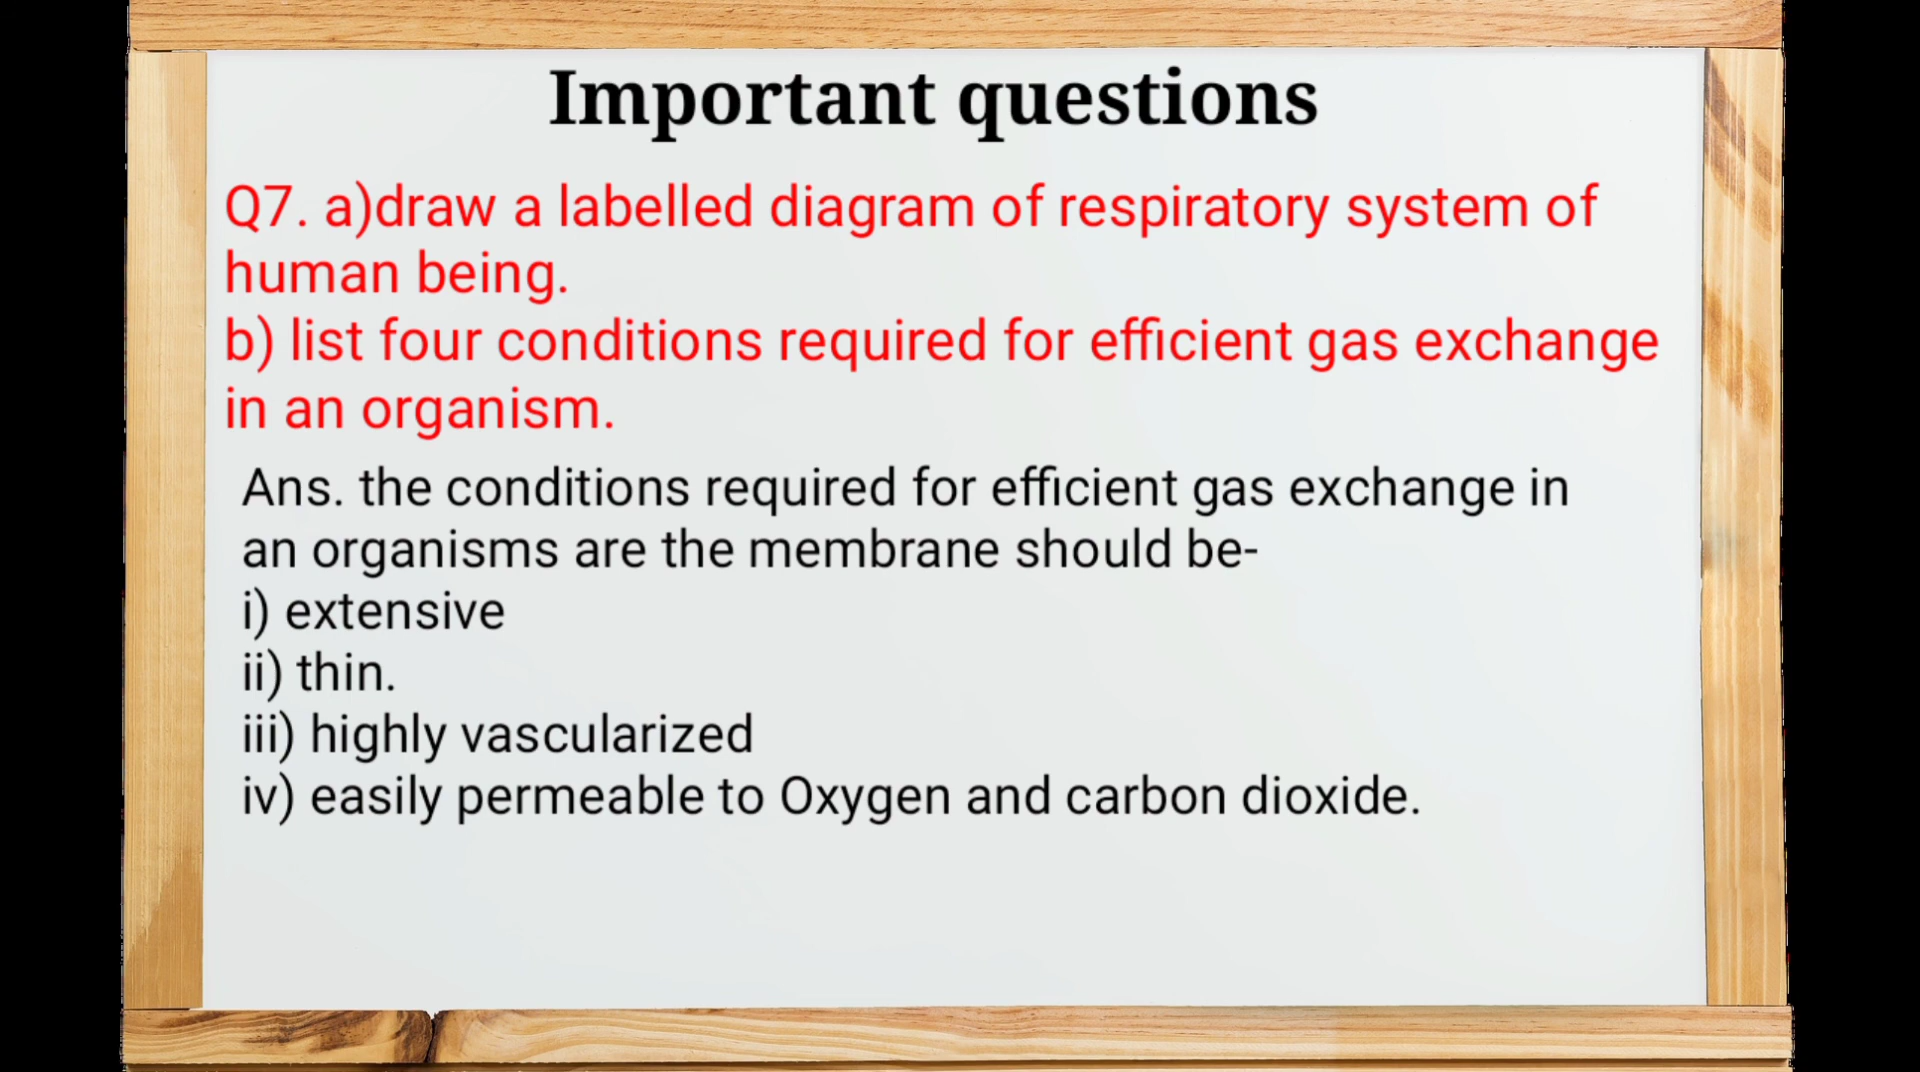 Important questions
Q7. a)draw a labelled diagram of respiratory system of
human being.
b) list four conditions required for efficient gas exchange
in an organism.
Ans. the conditions required for efficient gas exchange in
an organisms are the membrane should be-
i) extensive
ii) thin.
iii) highly vascularized
iv) easily permeable to Oxygen and carbon dioxide.